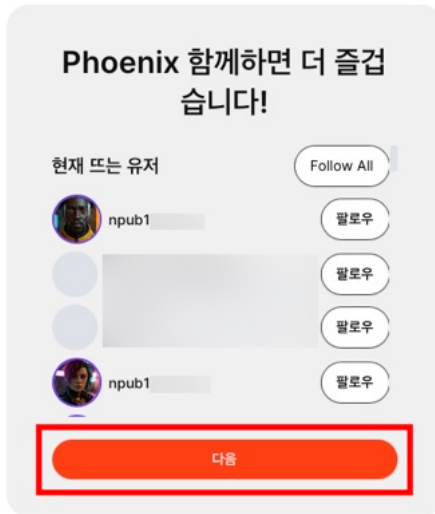 Phoenix 함께하면 더 즐겁
습니다!
현재 뜨는 유저 Follow All
npub1 팔로우
팔로우
팔로우
npub1 팔로우
다음